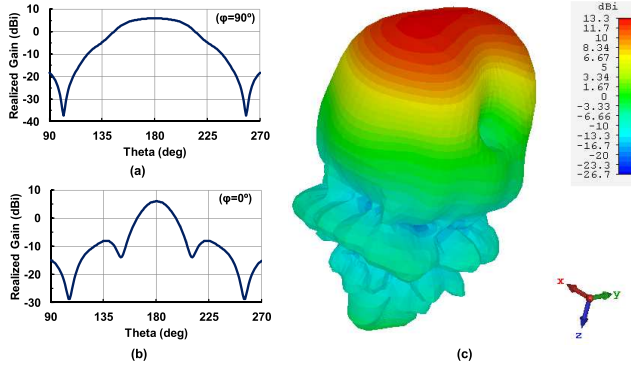 10
0
-10
-20
-30
-40
90 135 180 225 270
Realized Gain (dBi)
Theta (deg)
(φ=90º)
(a)
10
0
-10
-20
-30
90 135 180 225 270
Realized Gain (dBi)
Theta (deg)
(φ=0º)
(b)
dBi
13.3
11.7
10
8.34
6.67
5
3.34
1.67
0
-3.33
-6.66
-10
-13.3
-16.7
-20
-23.3
-26.7
x
y
z
(c)